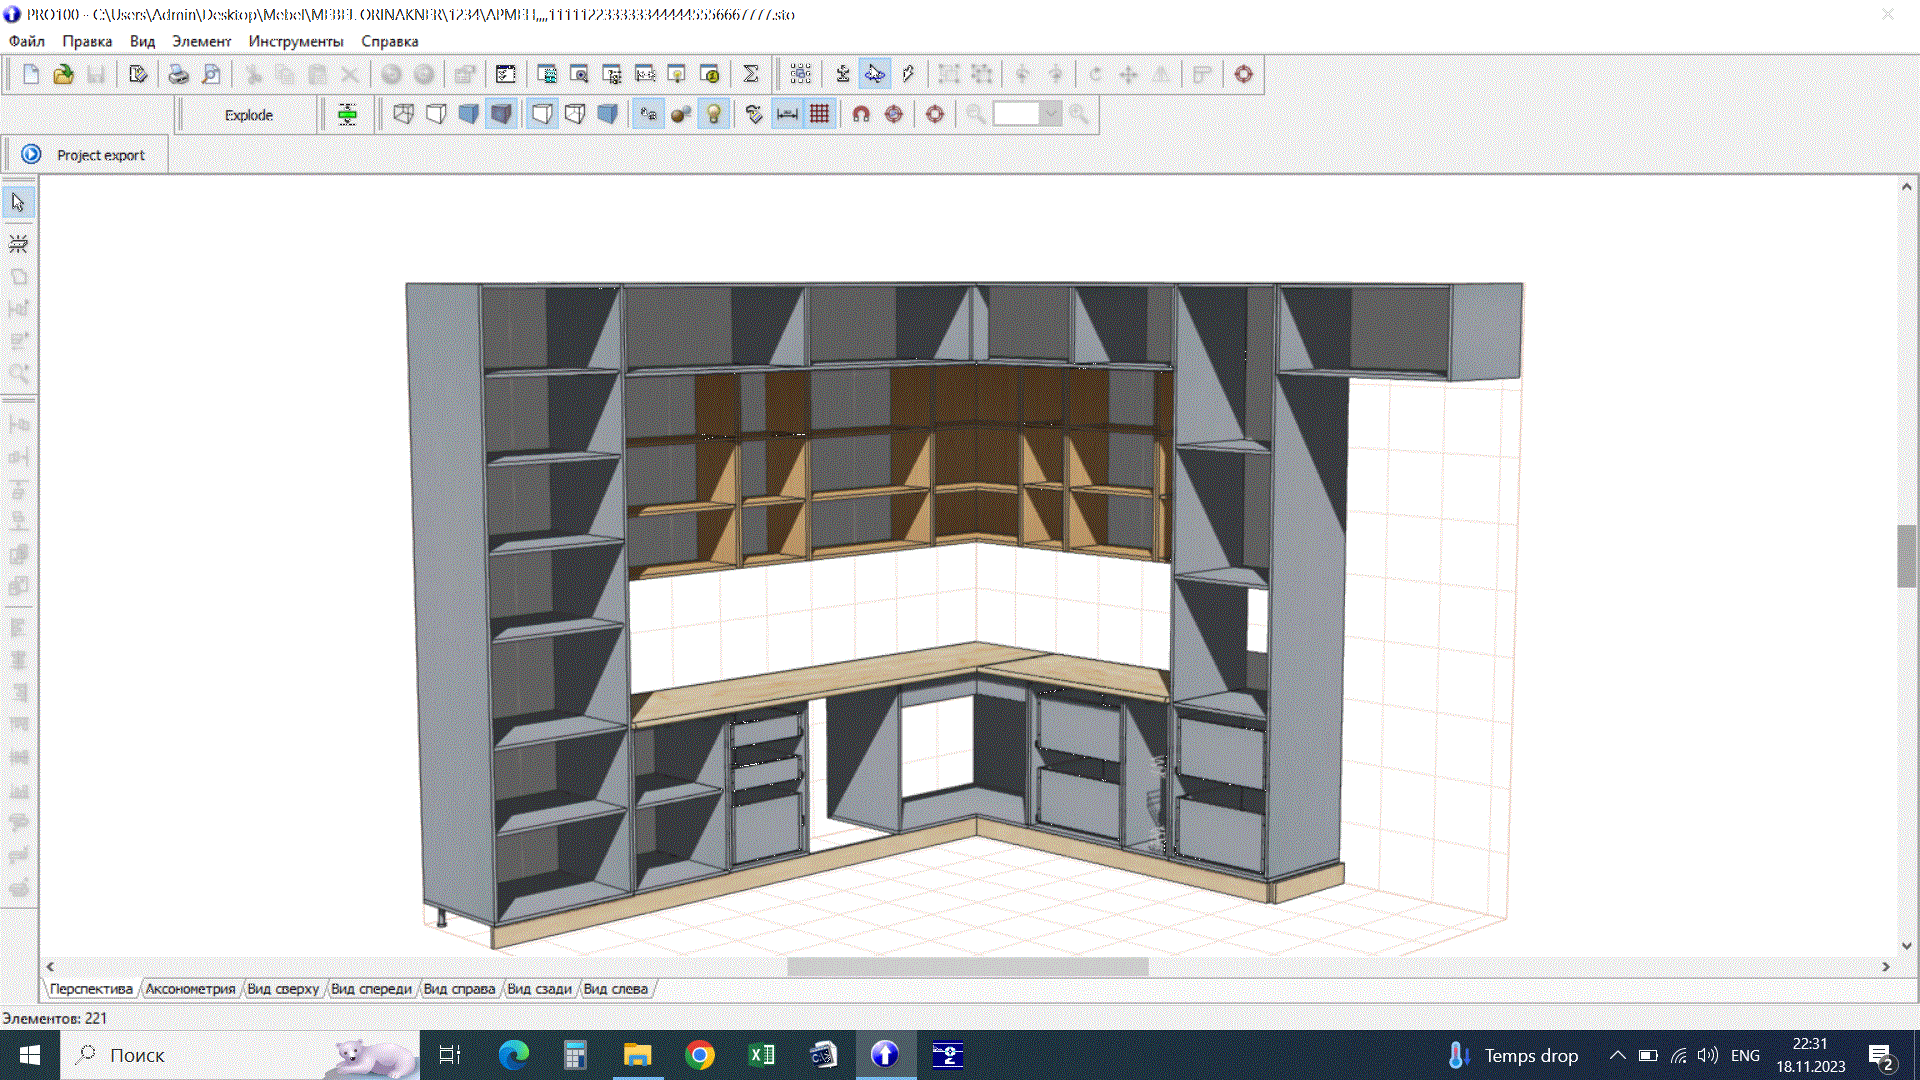 PRO100 - C:\Users\Admin\Desktop\Mebel\MEBEL ORINAKNER\1234\АРМЕН,,,,11111223333334444455556667777.sto
Файл Правка Вид Элемент Инструменты Справка
Explode
Project export
Перспектива Аксонометрия Вид сверху Вид спереди Вид справа Вид сзади Вид слева
Элементов: 221
Поиск
Temps drop
ENG
22:31
18.11.2023
2